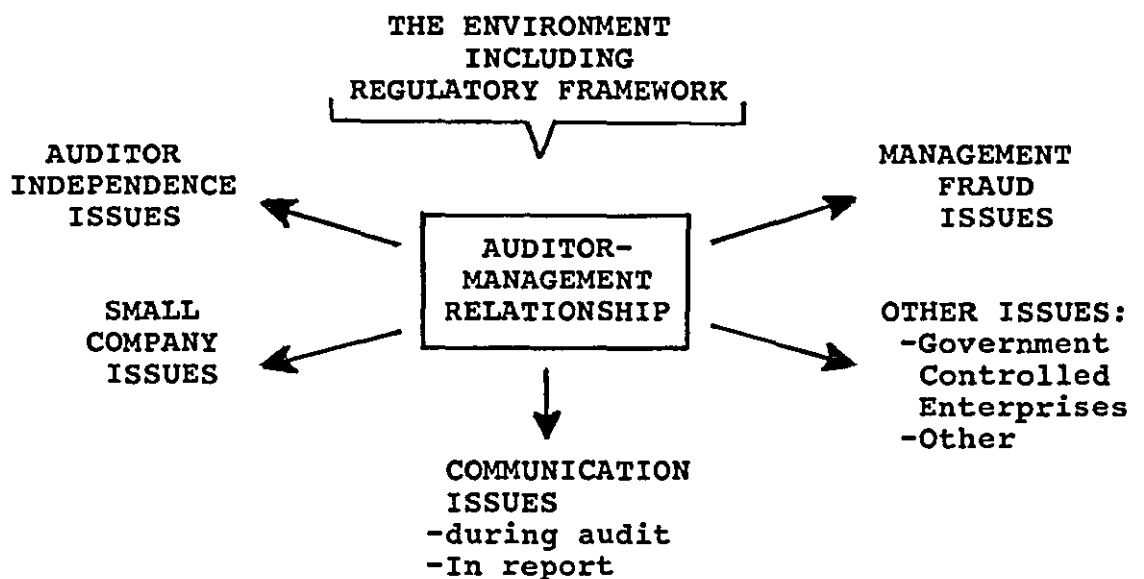 THE ENVIRONMENT
INCLUDING
REGULATORY FRAMEWORK
AUDITOR
INDEPENDENCE
ISSUES
MANAGEMENT
FRAUD
ISSUES
AUDITOR-
MANAGEMENT
RELATIONSHIP
SMALL
COMPANY
ISSUES
OTHER ISSUES:
-Government
Controlled
Enterprises
-Other
COMMUNICATION
ISSUES
-during audit
-In report